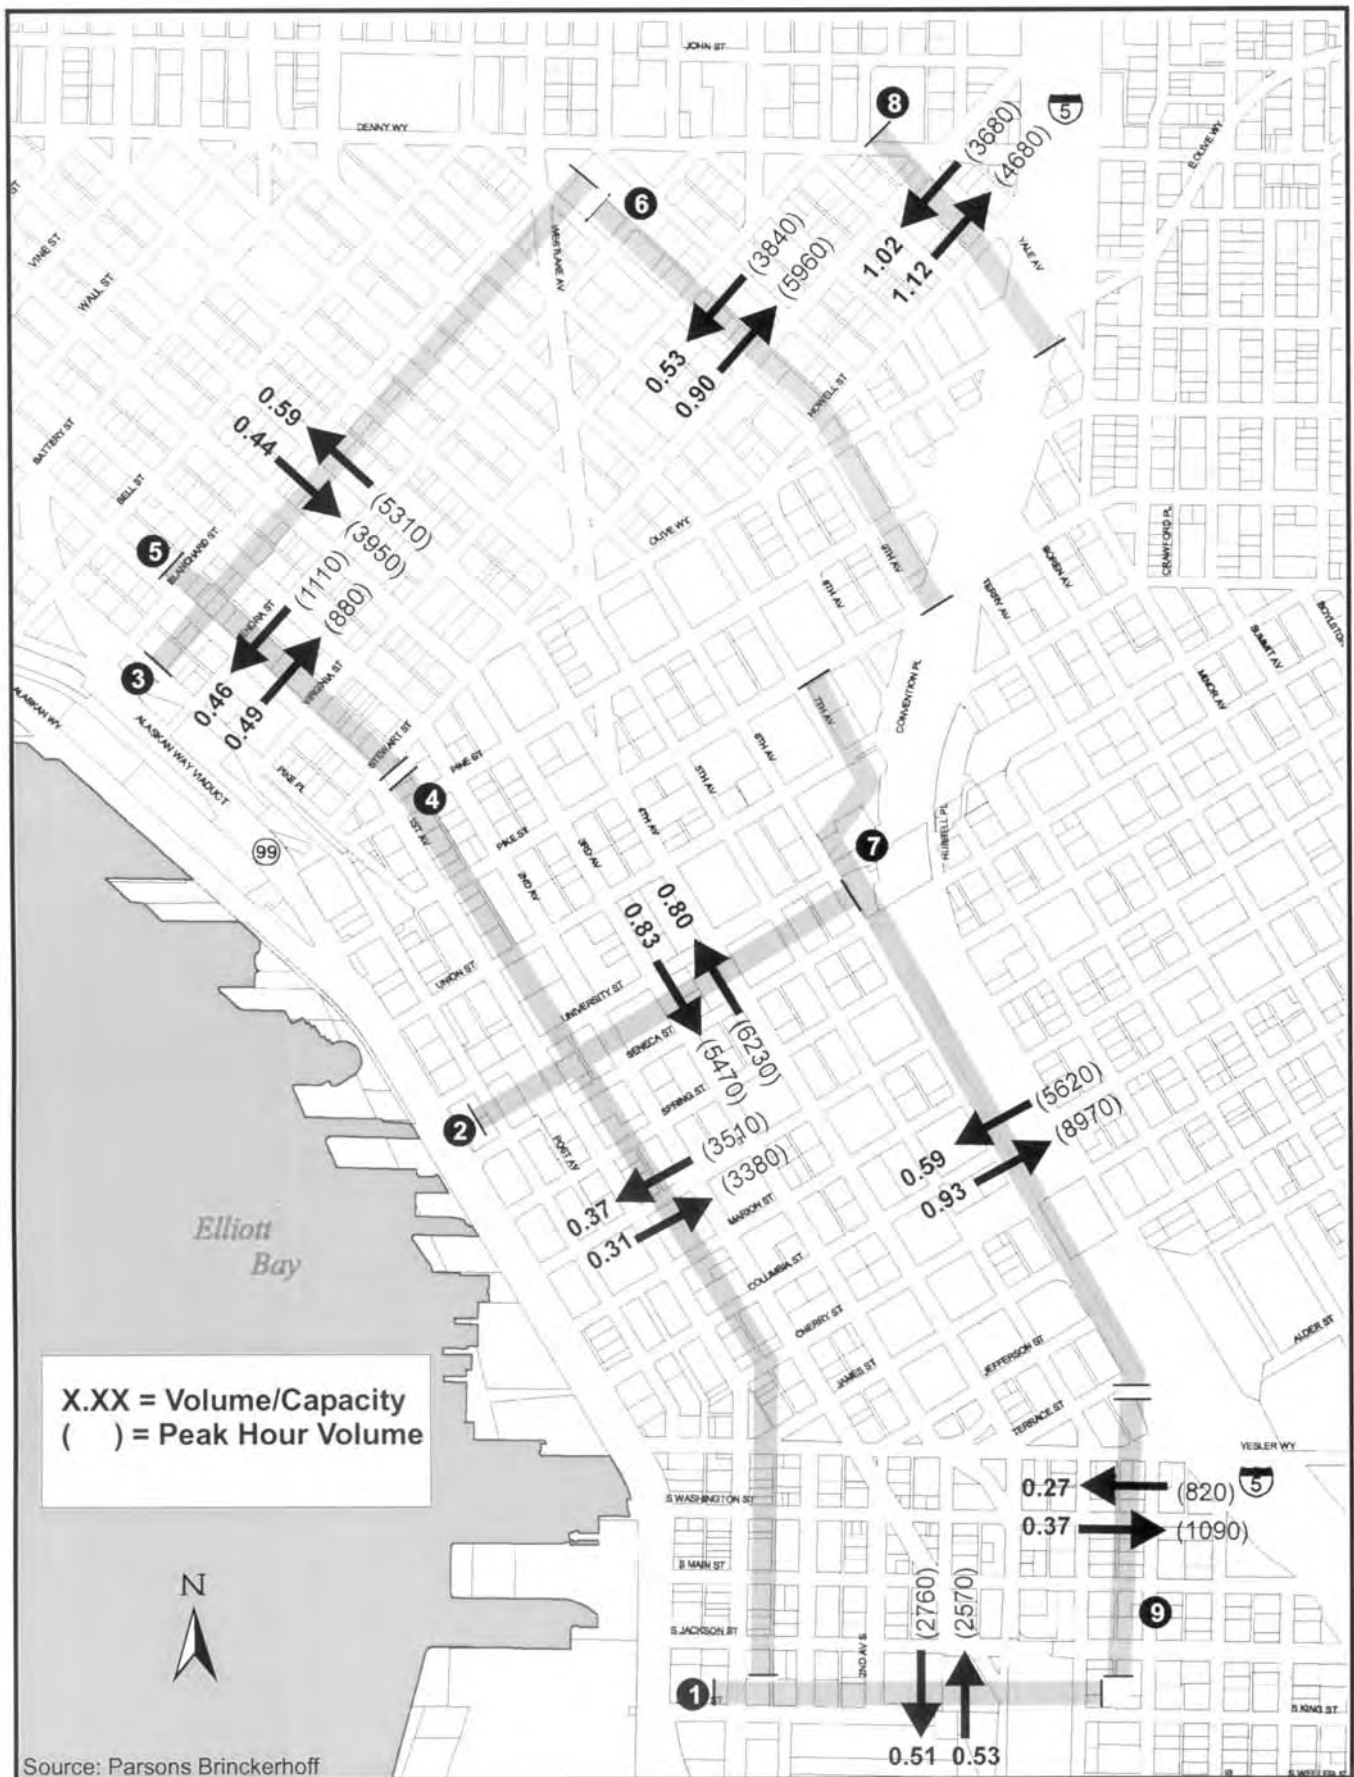 JOHN ST
8
5
(3680)
(4680)
DENNY WY
E OLIVE WY
6
WESTLAKE AV
(3840)
(5960)
1.02
1.12
YALE AV
VINE ST
WALL ST
0.53
0.90
HOWELL ST
0.59
0.44
BATTERY ST
BELL ST
(5310)
(3950)
OLIVE WY
CRAWFORD PL
5
BLANCHARD ST
9TH AV
8TH AV
BOREN AV
TERRY AV
BOYLSTON
SUMMIT AV
MINOR AV
(1110)
(880)
3
0.46
0.49
VIRGINIA ST
STEWART ST
ALASKAN WY
ALASKAN WAY VIADUCT
PIKE PL
PINE ST
7TH AV
6TH AV
5TH AV
CONVENTION PL
4
1ST AV
PIKE ST
4TH AV
3RD AV
2ND AV
99
7
HUBBELL PL
0.80
0.83
UNION ST
UNIVERSITY ST
SENECA ST
(6230)
(5470)
SPRING ST
2
POST AV
(3510)
(3380)
MARION ST
0.37
0.31
(5620)
(8970)
0.59
0.93
COLUMBIA ST
CHERRY ST
JAMES ST
JEFFERSON ST
TERRACE ST
ALDER ST
Elliott
Bay
X.XX = Volume/Capacity
( ) = Peak Hour Volume
YESLER WY
5
0.27
(820)
0.37
(1090)
S WASHINGTON ST
S MAIN ST
S JACKSON ST
2ND AV S
(2760)
(2570)
9
N
1
ST
S KING ST
0.51 0.53
Source: Parsons Brinckerhoff